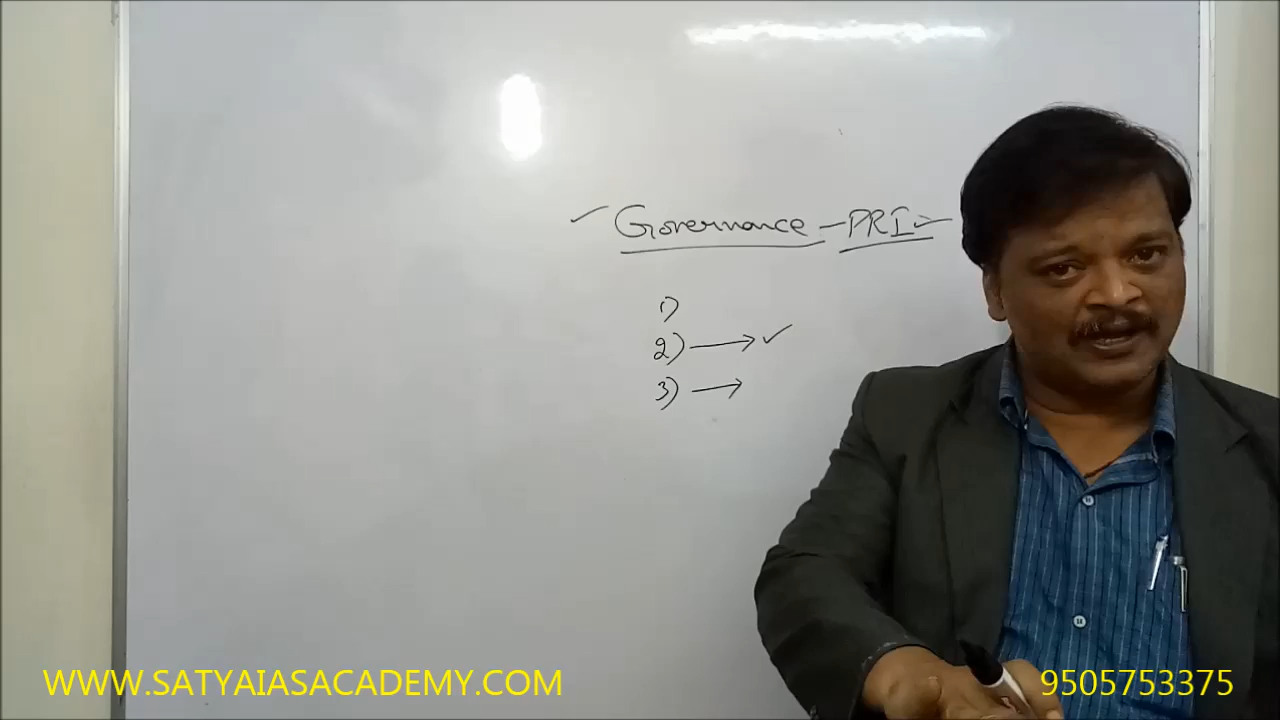 ✓ Governance - PRI ✓
1)
2) → ✓
3) →
WWW.SATYAIASACADEMY.COM 9505753375